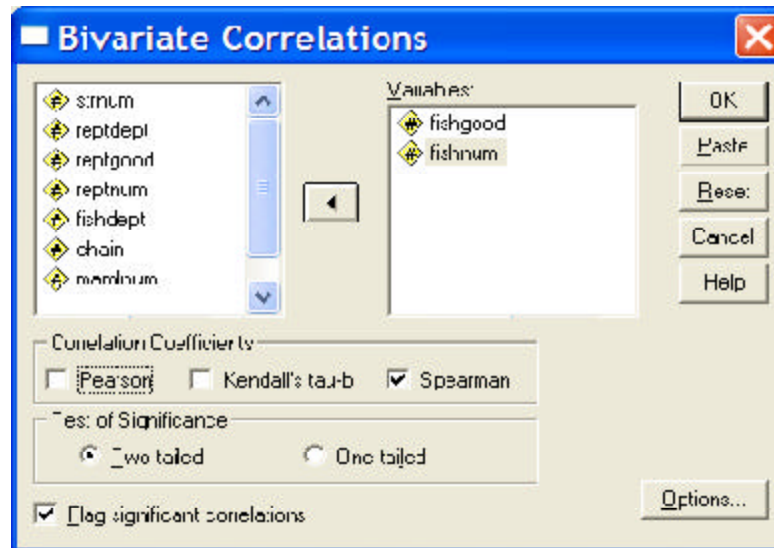 Bivariate Correlations
strnum
reptdept
reptgood
reptnum
fishdept
chain
mamlnum
Variables:
fishgood
fishnum
OK
Paste
Reset
Cancel
Help
Correlation Coefficients
Pearson
Kendall's tau-b
Spearman
Test of Significance
Two-tailed
One-tailed
Flag significant correlations
Options...